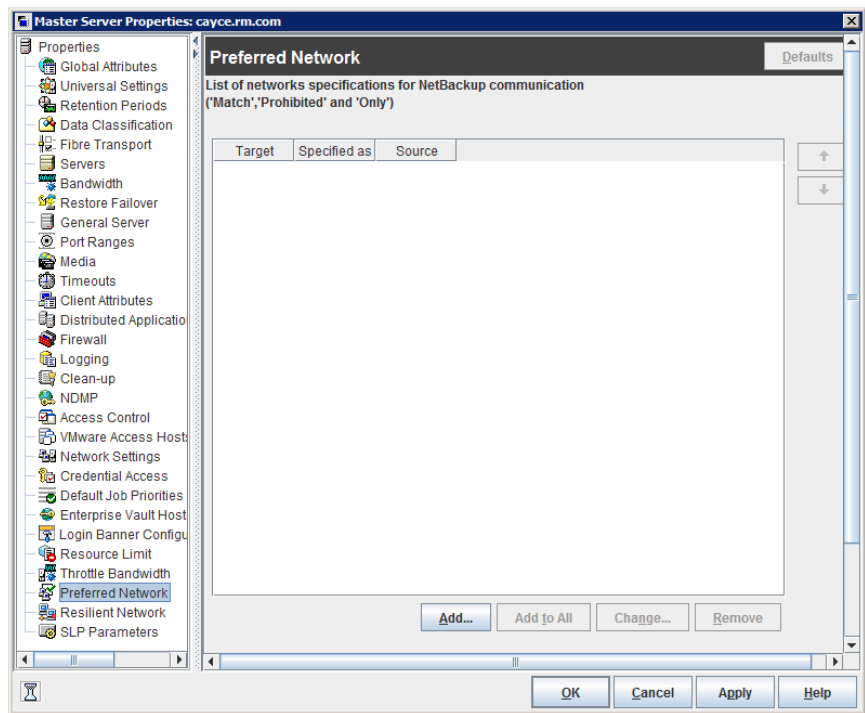 Master Server Properties: cayce.rm.com
Properties
Global Attributes
Universal Settings
Retention Periods
Data Classification
Fibre Transport
Servers
Bandwidth
Restore Failover
General Server
Port Ranges
Media
Timeouts
Client Attributes
Distributed Applicatio
Firewall
Logging
Clean-up
NDMP
Access Control
VMware Access Hosts
Network Settings
Credential Access
Default Job Priorities
Enterprise Vault Host
Login Banner Configu
Resource Limit
Throttle Bandwidth
Preferred Network
Resilient Network
SLP Parameters
Preferred Network
Defaults
List of networks specifications for NetBackup communication
('Match','Prohibited' and 'Only')
Target Specified as Source
Add... Add to All Change... Remove
OK Cancel Apply Help